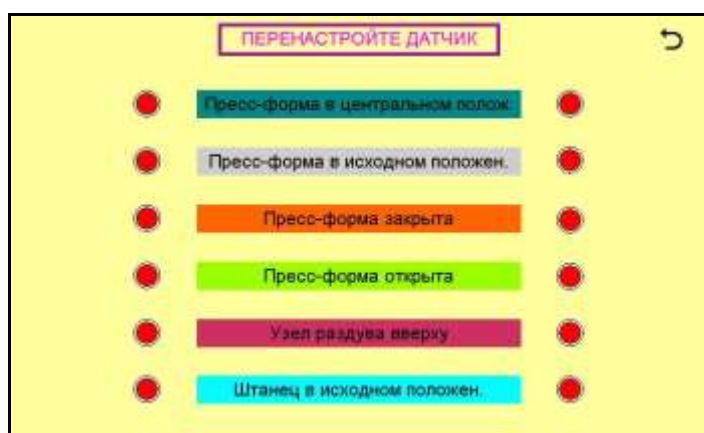 ПЕРЕНАСТРОЙТЕ ДАТЧИК
Пресс-форма в центральном полож.
Пресс-форма в исходном положен.
Пресс-форма закрыта
Пресс-форма открыта
Узел раздува вверху
Штанец в исходном положен.